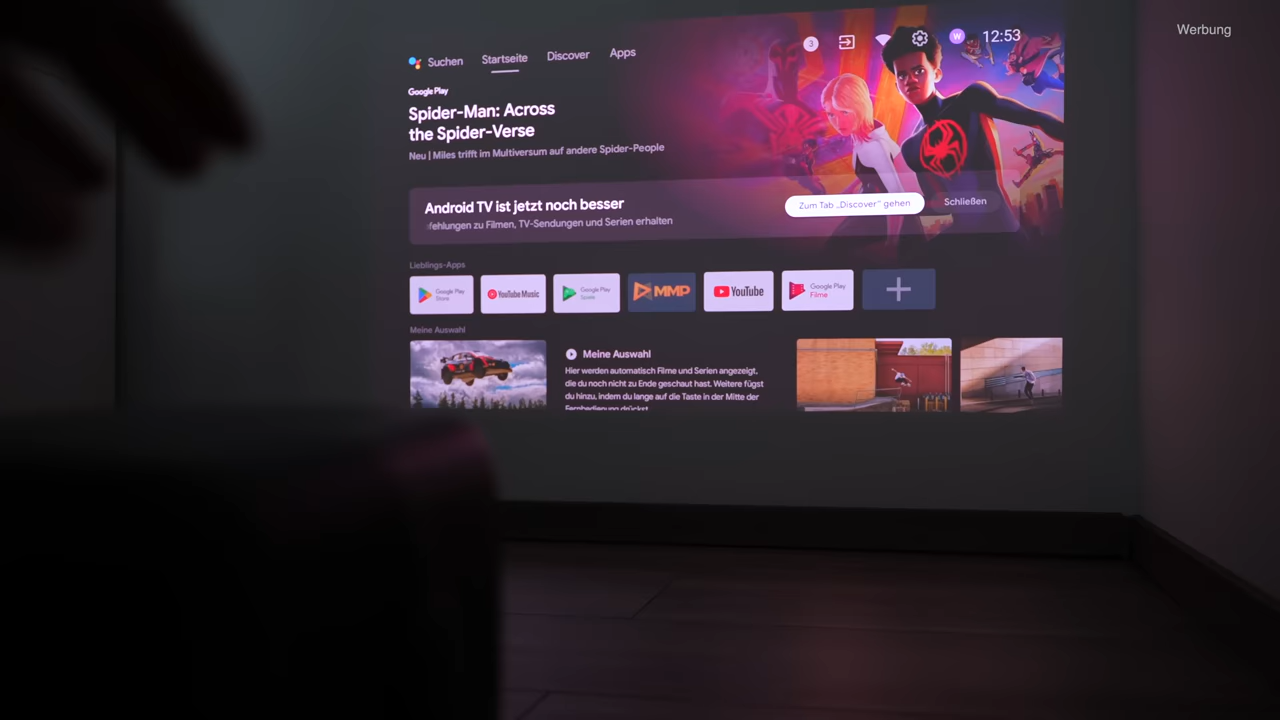 Werbung
Suchen Startseite Discover Apps
3 W 12:53
Google Play
Spider-Man: Across
the Spider-Verse
Neu | Miles trifft im Multiversum auf andere Spider-People
Android TV ist jetzt noch besser
fehlungen zu Filmen, TV-Sendungen und Serien erhalten
Zum Tab „Discover" gehen Schließen
Lieblings-Apps
Google Play Store
YouTube Music
Google Play
MMP
YouTube
Google Play Filme
Meine Auswahl
Meine Auswahl
Hier werden automatisch Filme und Serien angezeigt,
die du noch nicht zu Ende geschaut hast. Weitere fügst
du hinzu, indem du lange auf die Taste in der Mitte der
Fernbedienung drückst.